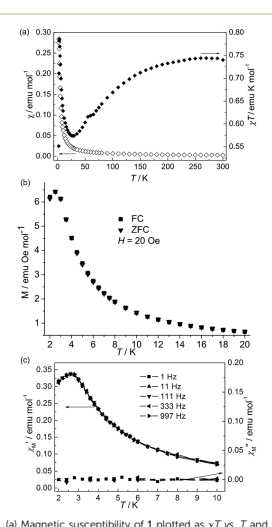 (a)
0.30
0.25
0.20
0.15
0.10
0.05
0.00
χ/ emu mol⁻¹
0.80
0.75
0.70
0.65
0.60
0.55
χT / emu K mol⁻¹
0 50 100 150 200 250 300
T / K
(b)
6
5
4
3
2
1
M / emu Oe mol⁻¹
FC
ZFC
H = 20 Oe
2 4 6 8 10 12 14 16 18 20
T / K
(c)
0.35
0.30
0.25
0.20
0.15
0.10
0.05
0.00
χM' / emu mol⁻¹
1 Hz
11 Hz
111 Hz
333 Hz
997 Hz
0.20
0.15
0.10
0.05
0.00
χM'' / emu mol⁻¹
2 3 4 5 6 7 8 9 10
T / K
(a) Magnetic susceptibility of 1 plotted as χT vs. T and